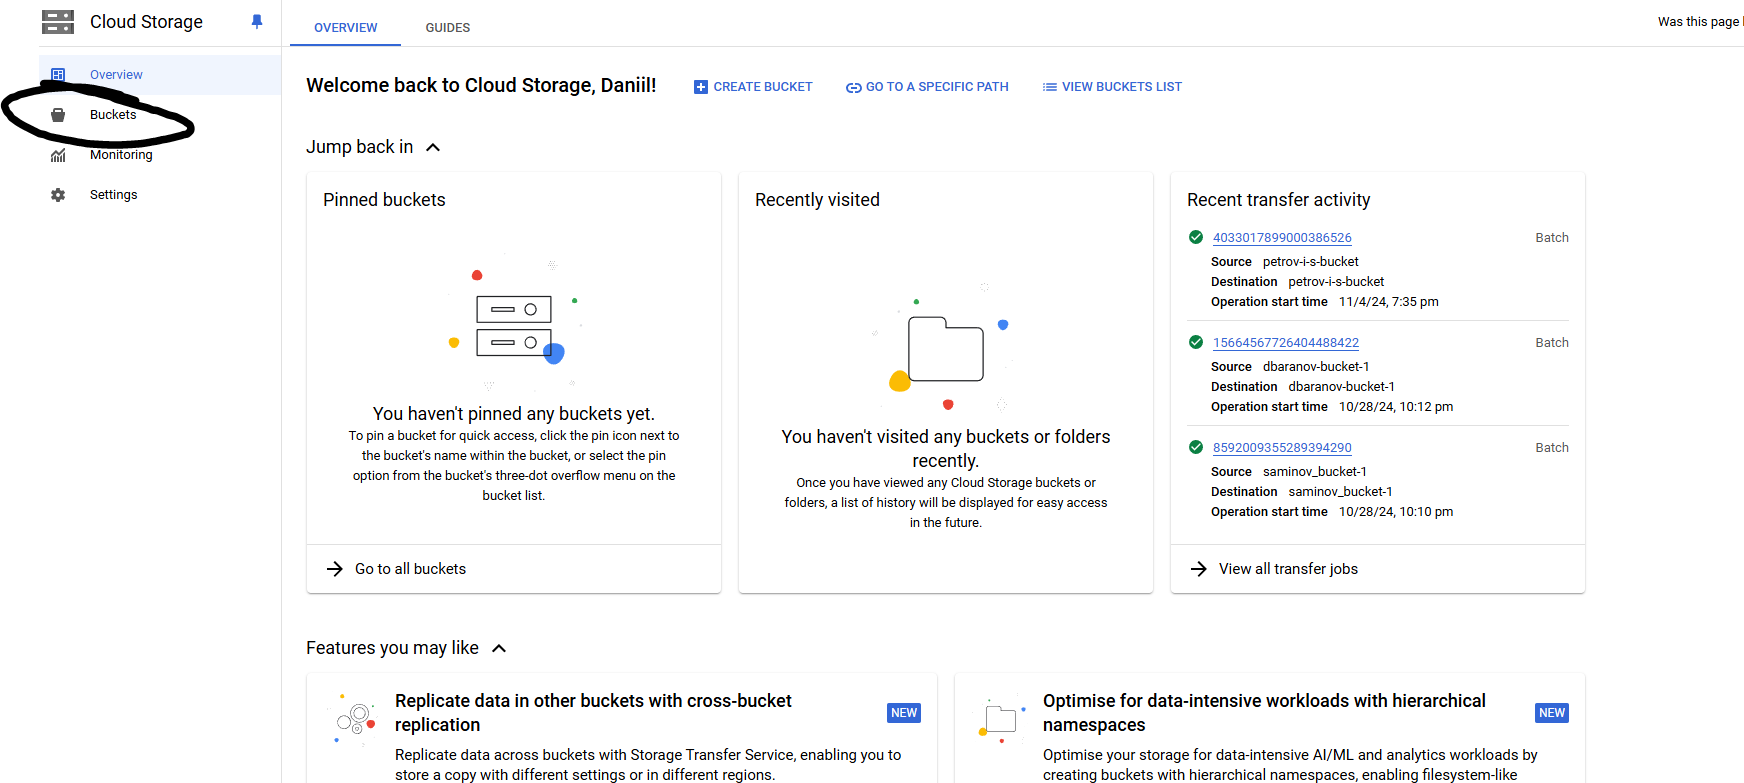 Cloud Storage
OVERVIEW
GUIDES
Was this page
Overview
Buckets
Monitoring
Settings
Welcome back to Cloud Storage, Daniil!
CREATE BUCKET
GO TO A SPECIFIC PATH
VIEW BUCKETS LIST
Jump back in
Pinned buckets
You haven't pinned any buckets yet.
To pin a bucket for quick access, click the pin icon next to
the bucket's name within the bucket, or select the pin
option from the bucket's three-dot overflow menu on the
bucket list.
Go to all buckets
Recently visited
You haven't visited any buckets or folders
recently.
Once you have viewed any Cloud Storage buckets or
folders, a list of history will be displayed for easy access
in the future.
Recent transfer activity
4033017899000386526 Batch
Source petrov-i-s-bucket
Destination petrov-i-s-bucket
Operation start time 11/4/24, 7:35 pm
15664567726404488422 Batch
Source dbaranov-bucket-1
Destination dbaranov-bucket-1
Operation start time 10/28/24, 10:12 pm
8592009355289394290 Batch
Source saminov_bucket-1
Destination saminov_bucket-1
Operation start time 10/28/24, 10:10 pm
View all transfer jobs
Features you may like
Replicate data in other buckets with cross-bucket
replication
NEW
Replicate data across buckets with Storage Transfer Service, enabling you to
store a copy with different settings or in different regions.
Optimise for data-intensive workloads with hierarchical
namespaces
NEW
Optimise your storage for data-intensive AI/ML and analytics workloads by
creating buckets with hierarchical namespaces, enabling filesystem-like